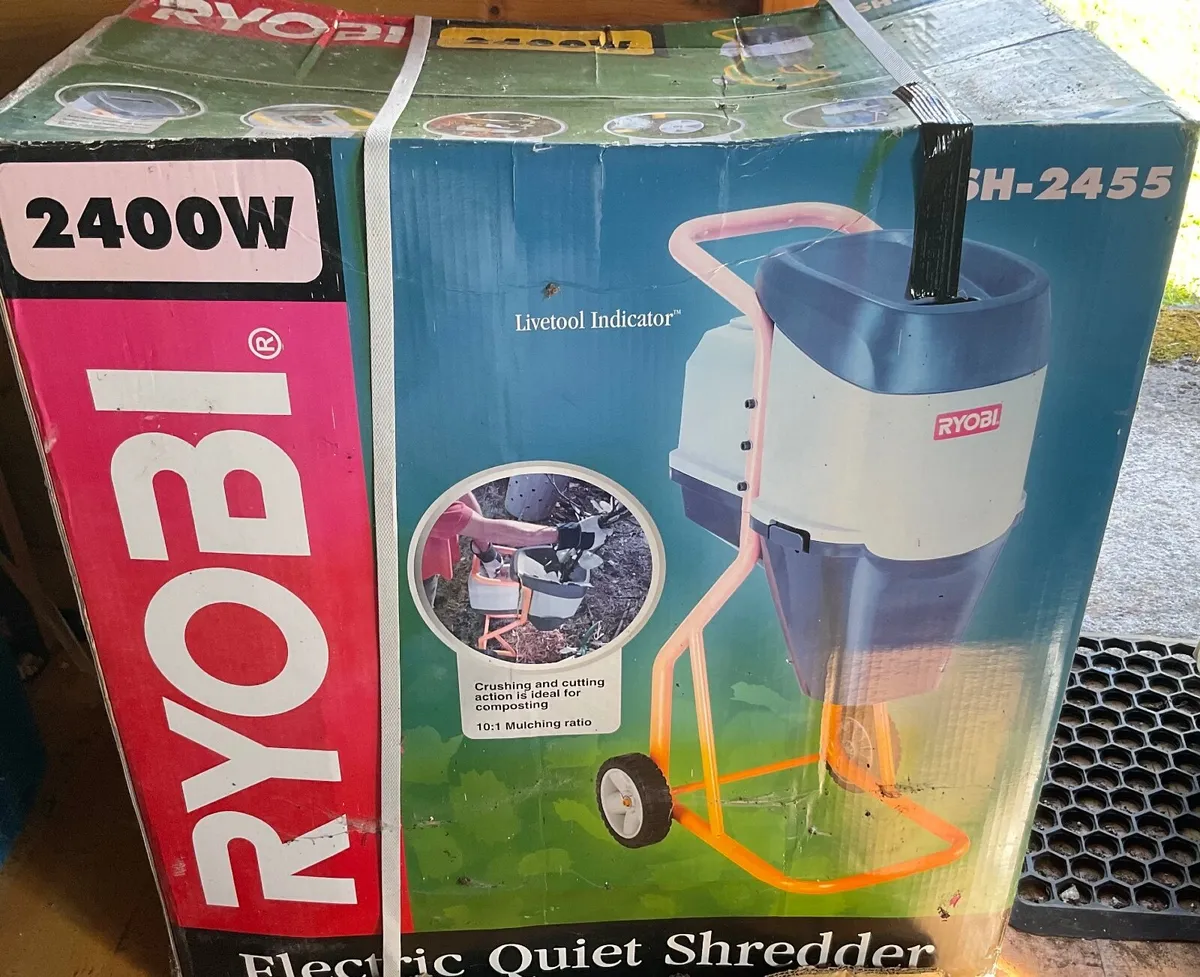 RYOBI
2400W
2400W
SH-2455
RYOBI®
Livetool Indicator™
RYOBI
Crushing and cutting
action is ideal for
composting
10:1 Mulching ratio
Electric Quiet Shredder